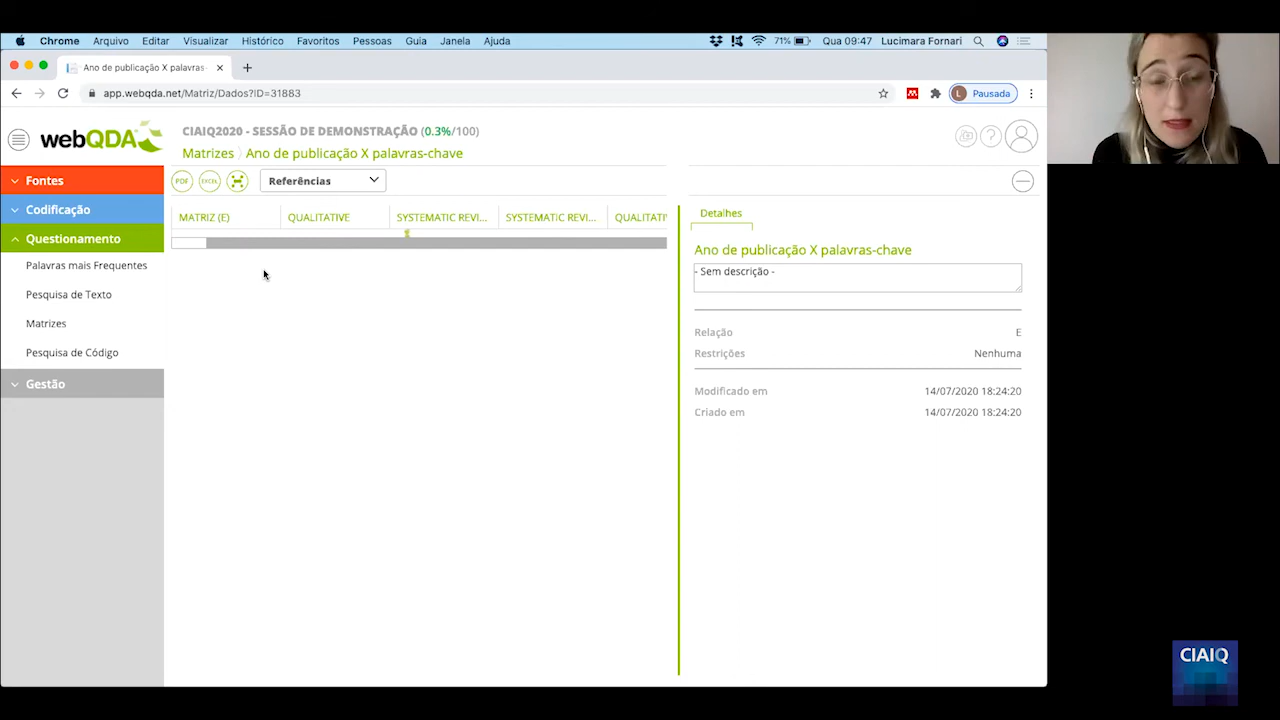 Chrome Arquivo Editar Visualizar Histórico Favoritos Pessoas Guia Janela Ajuda 71% Qua 09:47 Lucimara Fornari
Ano de publicação X palavras-
app.webqda.net/Matriz/Dados?ID=31883 L Pausada
webQDA
CIAIQ2020 - SESSÃO DE DEMONSTRAÇÃO (0.3%/100)
Matrizes Ano de publicação X palavras-chave
PDF EXCEL Referências
Fontes
Codificação
Questionamento
Palavras mais Frequentes
Pesquisa de Texto
Matrizes
Pesquisa de Código
Gestão
MATRIZ (E) QUALITATIVE SYSTEMATIC REVI... SYSTEMATIC REVI... QUALITATI
Detalhes
Ano de publicação X palavras-chave
- Sem descrição -
Relação E
Restrições Nenhuma
Modificado em 14/07/2020 18:24:20
Criado em 14/07/2020 18:24:20
CIAIQ